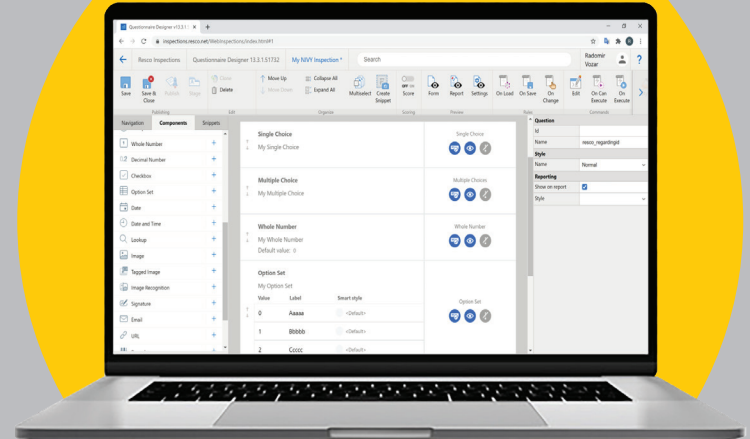 Questionnaire Designer v13.3.1
inspections.resco.net/WebInspections/index.html#1
Resco Inspections Questionnaire Designer 13.3.1.51732 My NIVY Inspection * Search Radomir
Vozar
Save Save & Close Publish Clone Delete Move Up Move Down Collapse All Expand All Multiselect Create Snippet OFF ON Score Form Report Settings On Load On Save On Change Edit On Can Execute On Execute
Publishing Edit Organize Scoring Preview Rules Commands
Navigation Components Snippets
Whole Number
Decimal Number
Checkbox
Option Set
Date
Date and Time
Lookup
Image
Tagged Image
Image Recognition
Signature
Email
URL
Single Choice Single Choice
My Single Choice
Multiple Choice Multiple Choices
My Multiple Choice
Whole Number Whole Number
My Whole Number
Default value: 0
Option Set
My Option Set Option Set
Value Label Smart style
0 Aaaaa <Default>
1 Bbbbb <Default>
2 Ccccc <Default>
Question
Id
Name resco_regardingid
Style
Name Normal
Reporting
Show on report
Style